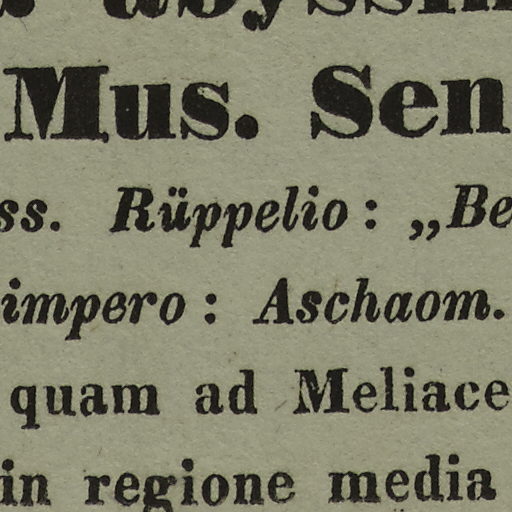 Mus. Sen
ss. Rüppelio: „Be
impero: Aschaom.
quam ad Meliace
in regione media